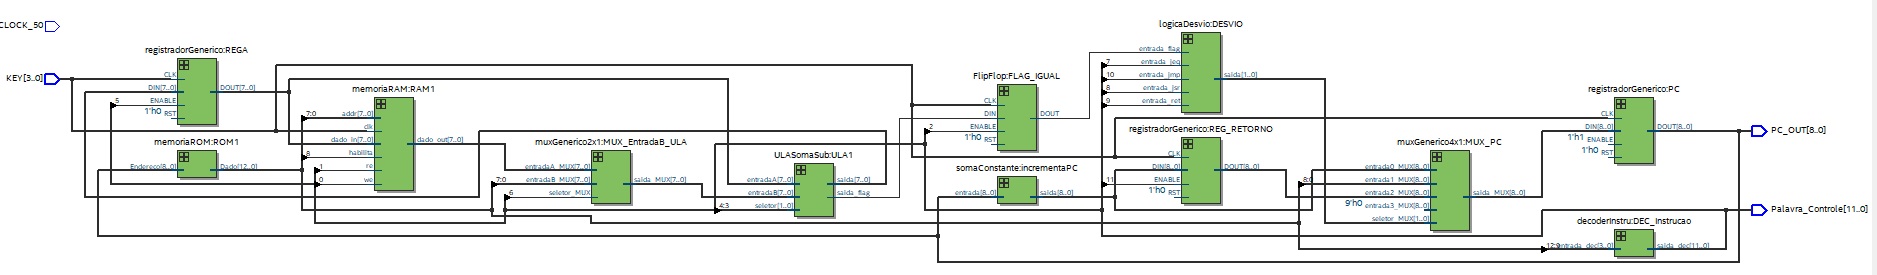 CLOCK_50
KEY[3..0]
registradorGenerico:REGA
CLK
DIN[7..0]
DOUT[7..0]
5
ENABLE
1'h0
RST
memoriaROM:ROM1
Endereco[8..0]
Dado[12..0]
memoriaRAM:RAM1
7:0
addr[7..0]
clk
dado_in[7..0]
dado_out[7..0]
8
habilita
1
re
0
we
muxGenerico2x1:MUX_EntradaB_ULA
entradaA_MUX[7..0]
7:0
entradaB_MUX[7..0]
saida_MUX[7..0]
6
seletor_MUX
ULASomaSub:ULA1
entradaA[7..0]
saida[7..0]
entradaB[7..0]
saida_flag
4:3
seletor[1..0]
FlipFlop:FLAG_IGUAL
CLK
DIN
DOUT
2
ENABLE
1'h0
RST
somaConstante:incrementaPC
entrada[8..0]
saida[8..0]
logicaDesvio:DESVIO
entrada_flag
7
entrada_jeq
10
entrada_jmp
saida[1..0]
8
entrada_jsr
9
entrada_ret
registradorGenerico:REG_RETORNO
CLK
DIN[8..0]
DOUT[8..0]
11
ENABLE
1'h0
RST
muxGenerico4x1:MUX_PC
entrada0_MUX[8..0]
8:0
entrada1_MUX[8..0]
entrada2_MUX[8..0]
saida_MUX[8..0]
9'h0
entrada3_MUX[8..0]
seletor_MUX[1..0]
registradorGenerico:PC
CLK
DIN[8..0]
DOUT[8..0]
1'h1
ENABLE
1'h0
RST
decoderInstru:DEC_Instrucao
12:9
entrada_dec[3..0]
saida_dec[11..0]
PC_OUT[8..0]
Palavra_Controle[11..0]